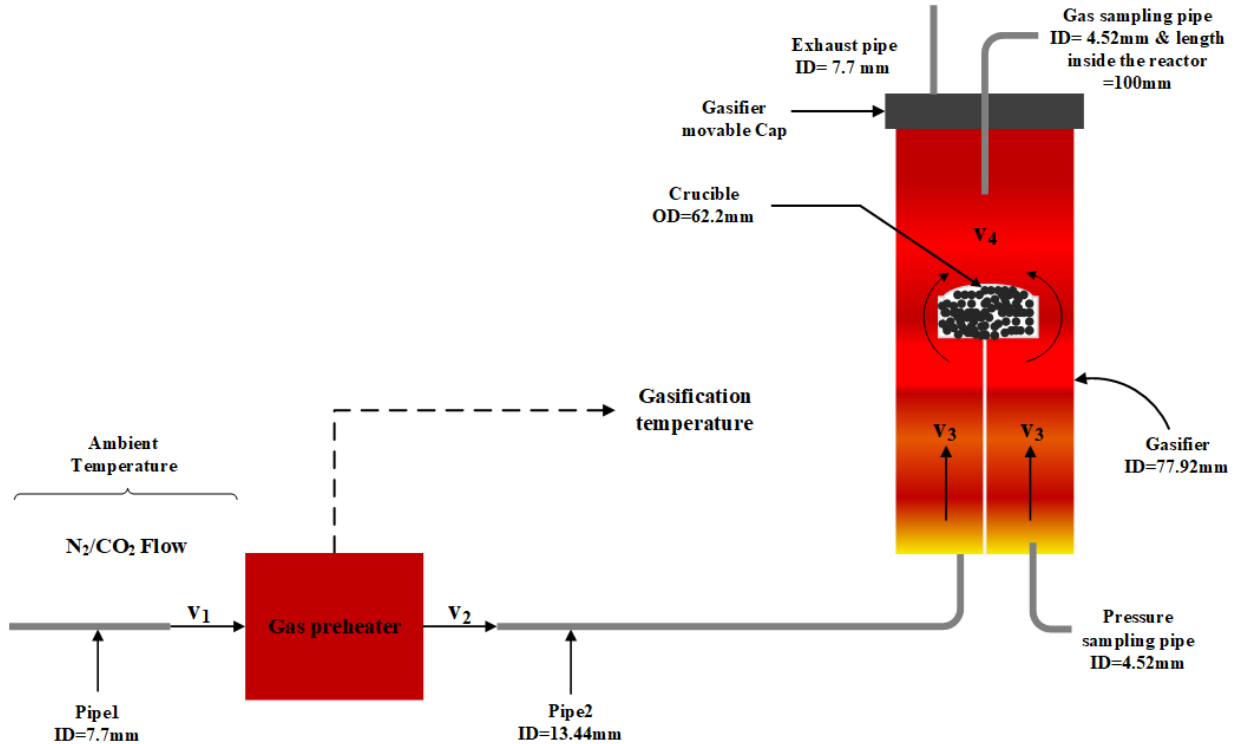 Exhaust pipe
ID= 7.7 mm
Gas sampling pipe
ID= 4.52mm & length
inside the reactor
=100mm
Gasifier
movable Cap
Crucible
OD=62.2mm
v₄
Gasification
temperature
v₃
v₃
Gasifier
ID=77.92mm
Ambient
Temperature
N₂/CO₂ Flow
v₁
Gas preheater
v₂
Pressure
sampling pipe
ID=4.52mm
Pipe1
ID=7.7mm
Pipe2
ID=13.44mm